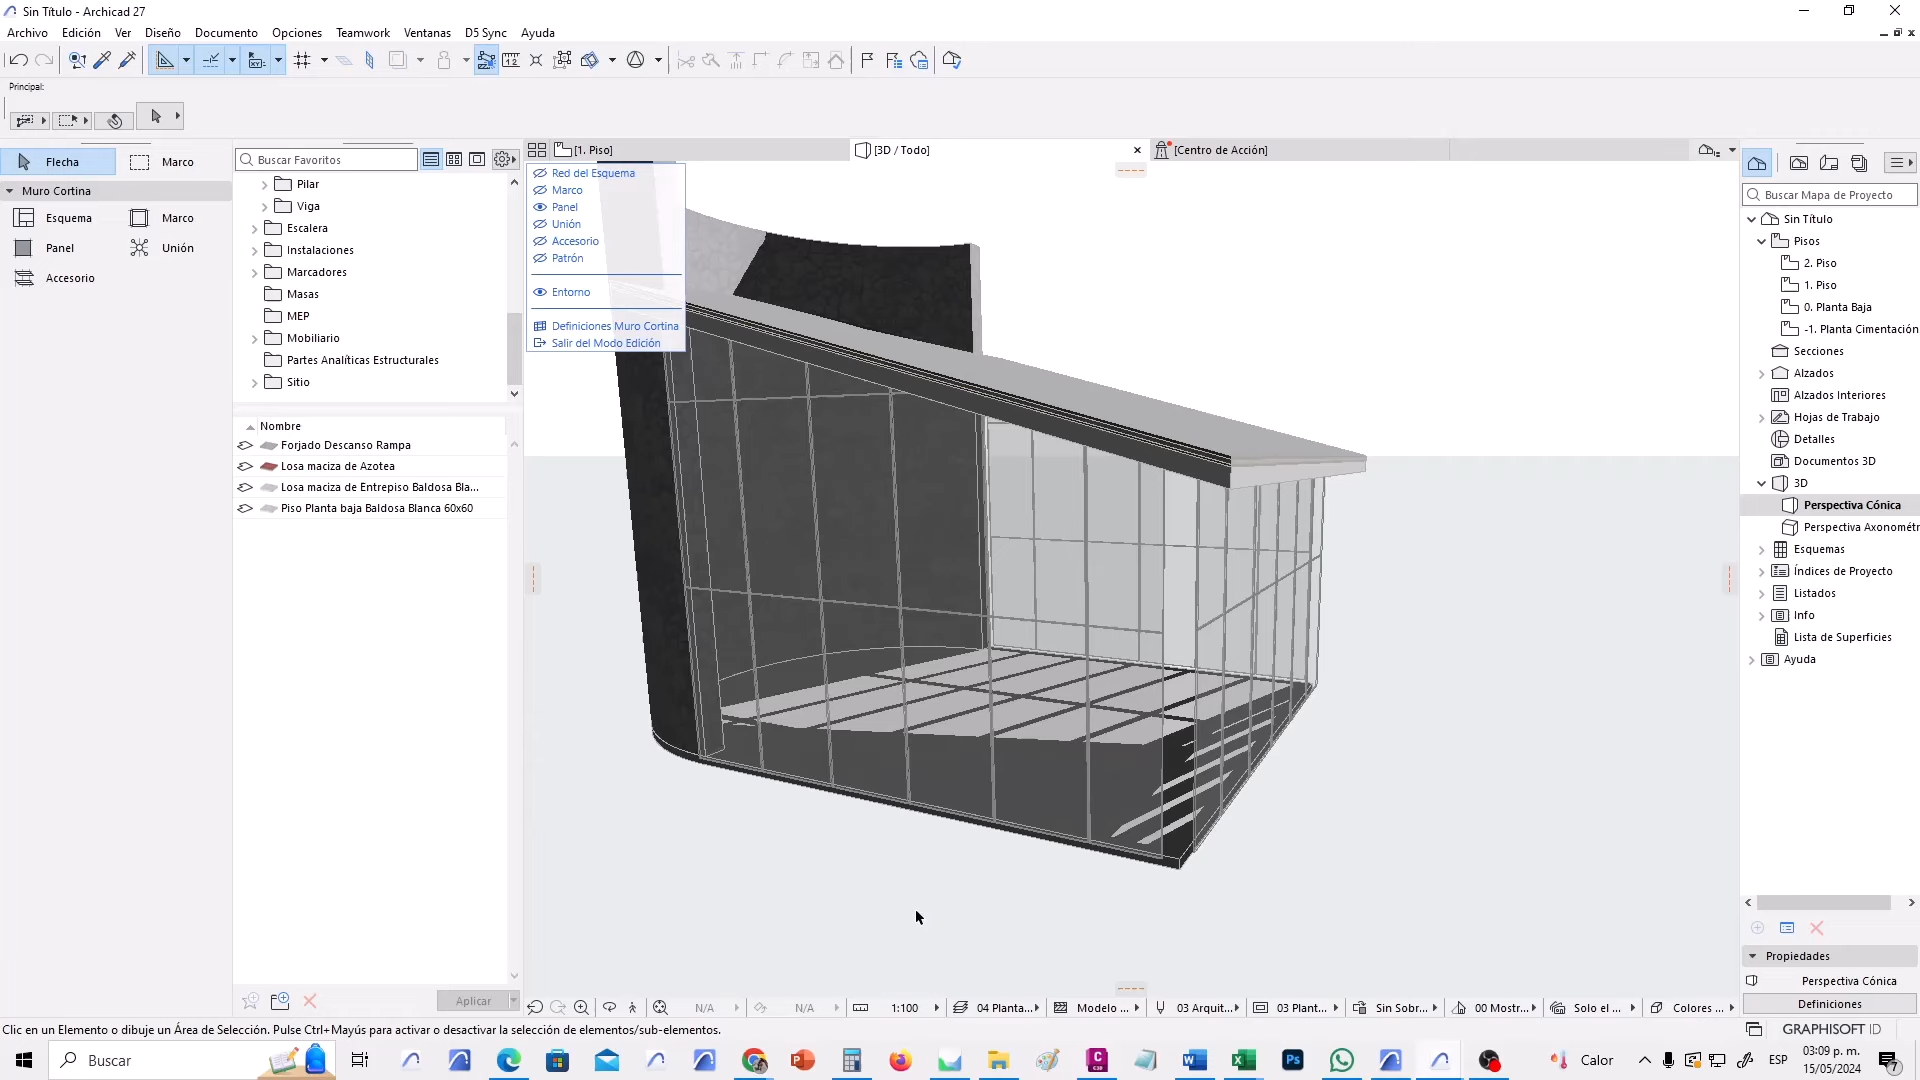 Sin Título - Archicad 27
Archivo Edición Ver Diseño Documento Opciones Teamwork Ventanas D5 Sync Ayuda
Principal:
Flecha Marco
Muro Cortina
Esquema Marco
Panel Unión
Accesorio
Buscar Favoritos
Pilar
Viga
Escalera
Instalaciones
Marcadores
Masas
MEP
Mobiliario
Partes Analíticas Estructurales
Sitio
Nombre
Forjado Descanso Rampa
Losa maciza de Azotea
Losa maciza de Entrepiso Baldosa Bla...
Piso Planta baja Baldosa Blanca 60x60
Aplicar
[1. Piso] [3D / Todo] [Centro de Acción]
Red del Esquema
Marco
Panel
Unión
Accesorio
Patrón
Entorno
Definiciones Muro Cortina
Salir del Modo Edición
Buscar Mapa de Proyecto
Sin Título
Pisos
2. Piso
1. Piso
0. Planta Baja
-1. Planta Cimentación
Secciones
Alzados
Alzados Interiores
Hojas de Trabajo
Detalles
Documentos 3D
3D
Perspectiva Cónica
Perspectiva Axonométr
Esquemas
Índices de Proyecto
Listados
Info
Lista de Superficies
Ayuda
Propiedades
Perspectiva Cónica
Definiciones
N/A N/A 1:100 04 Planta... Modelo ... 03 Arquit... 03 Plant... Sin Sobr... 00 Mostr... Solo el ... Colores ...
Clic en un Elemento o dibuje un Área de Selección. Pulse Ctrl+Mayús para activar o desactivar la selección de elementos/sub-elementos.
GRAPHISOFT ID
Buscar
Calor
ESP
03:09 p. m.
15/05/2024
7